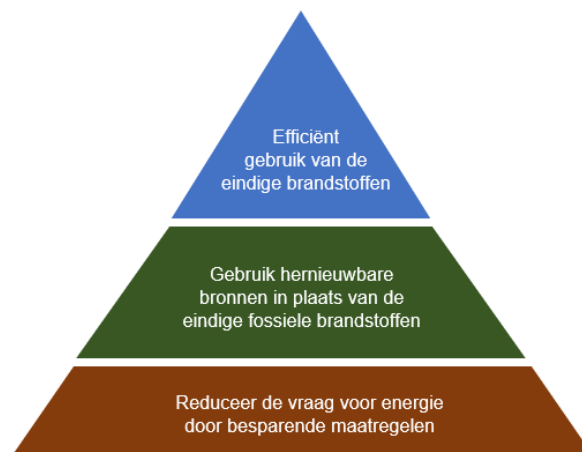 Efficiënt
gebruik van de
eindige brandstoffen
Gebruik hernieuwbare
bronnen in plaats van de
eindige fossiele brandstoffen
Reduceer de vraag voor energie
door besparende maatregelen